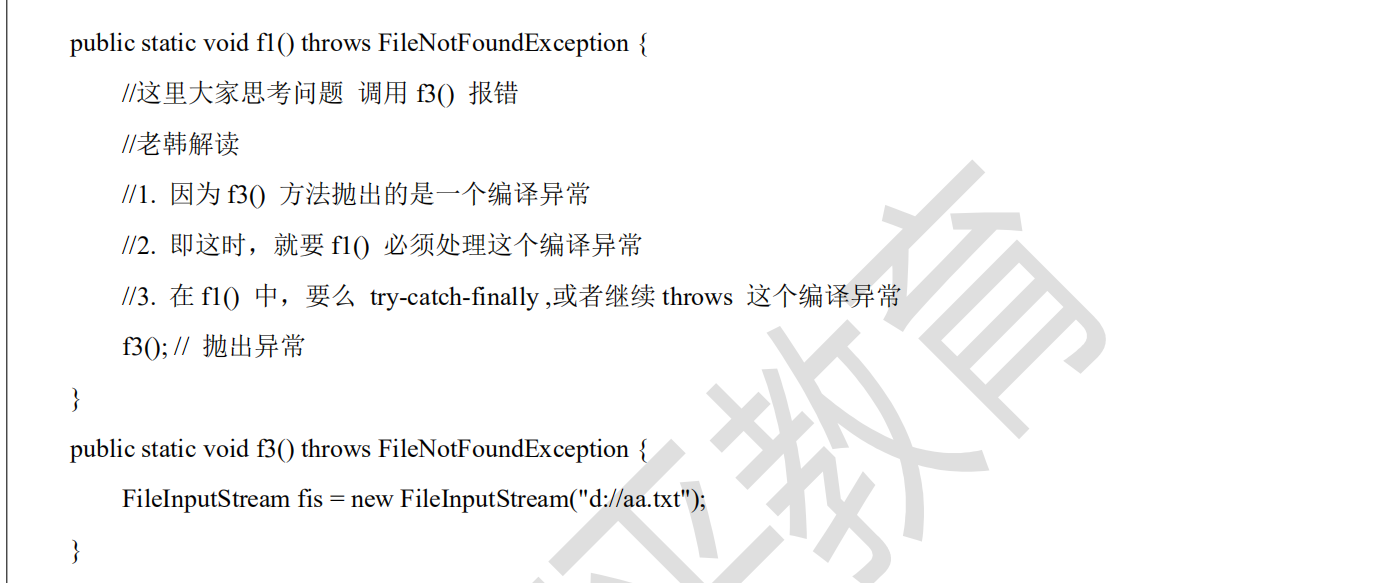 public static void f1() throws FileNotFoundException {
//这里大家思考问题 调用 f3() 报错
//老韩解读
//1. 因为 f3() 方法抛出的是一个编译异常
//2. 即这时，就要 f1() 必须处理这个编译异常
//3. 在 f1() 中，要么 try-catch-finally ,或者继续 throws 这个编译异常
f3(); // 抛出异常
}
public static void f3() throws FileNotFoundException {
FileInputStream fis = new FileInputStream("d://aa.txt");
}
教育